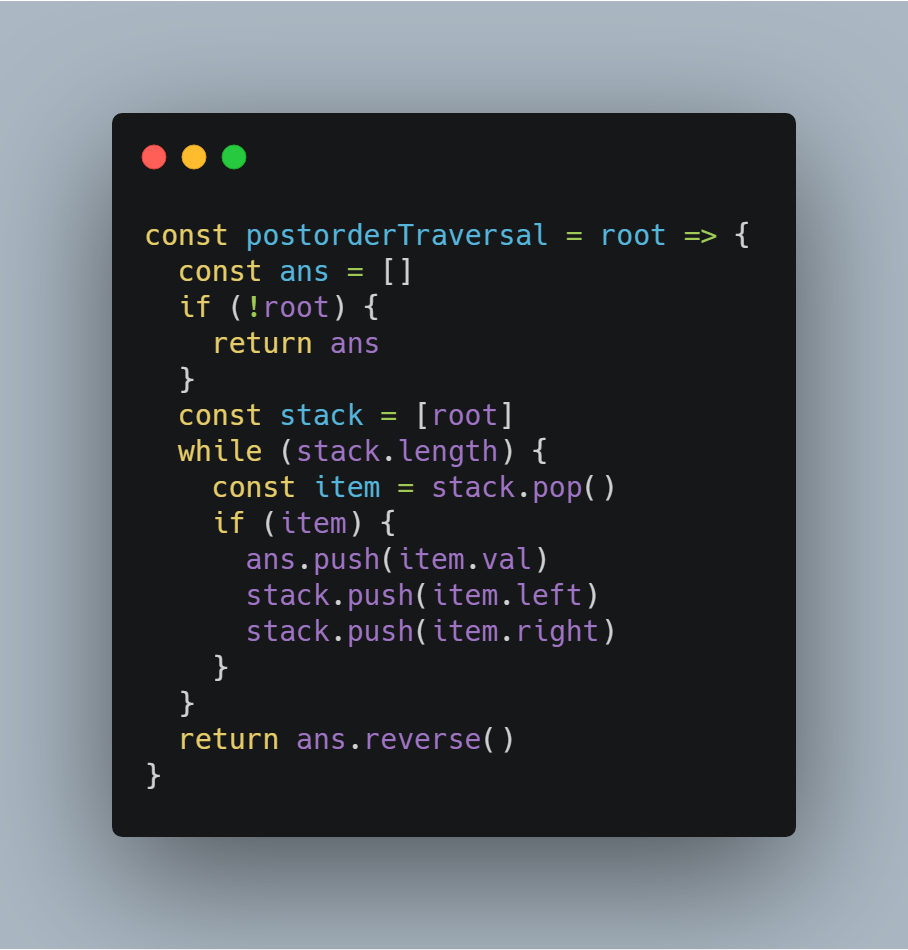 const postorderTraversal = root => {
  const ans = []
  if (!root) {
    return ans
  }
  const stack = [root]
  while (stack.length) {
    const item = stack.pop()
    if (item) {
      ans.push(item.val)
      stack.push(item.left)
      stack.push(item.right)
    }
  }
  return ans.reverse()
}